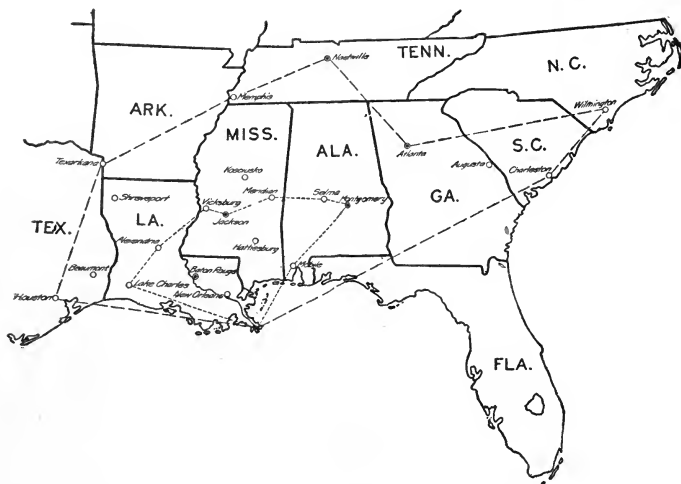 TENN.
Nashville
N. C.
Memphis
ARK.
Wilmington
MISS.
ALA.
S.C.
Atlanta
Texarkana
Augusta
Charleston
Kosciusko
GA.
Shreveport
Meridian
Selma
Montgomery
Vicksburg
LA.
Jackson
TEX.
Alexandria
Hattiesburg
Mobile
Beaumont
Baton Rouge
Lake Charles
New Orleans
Houston
FLA.